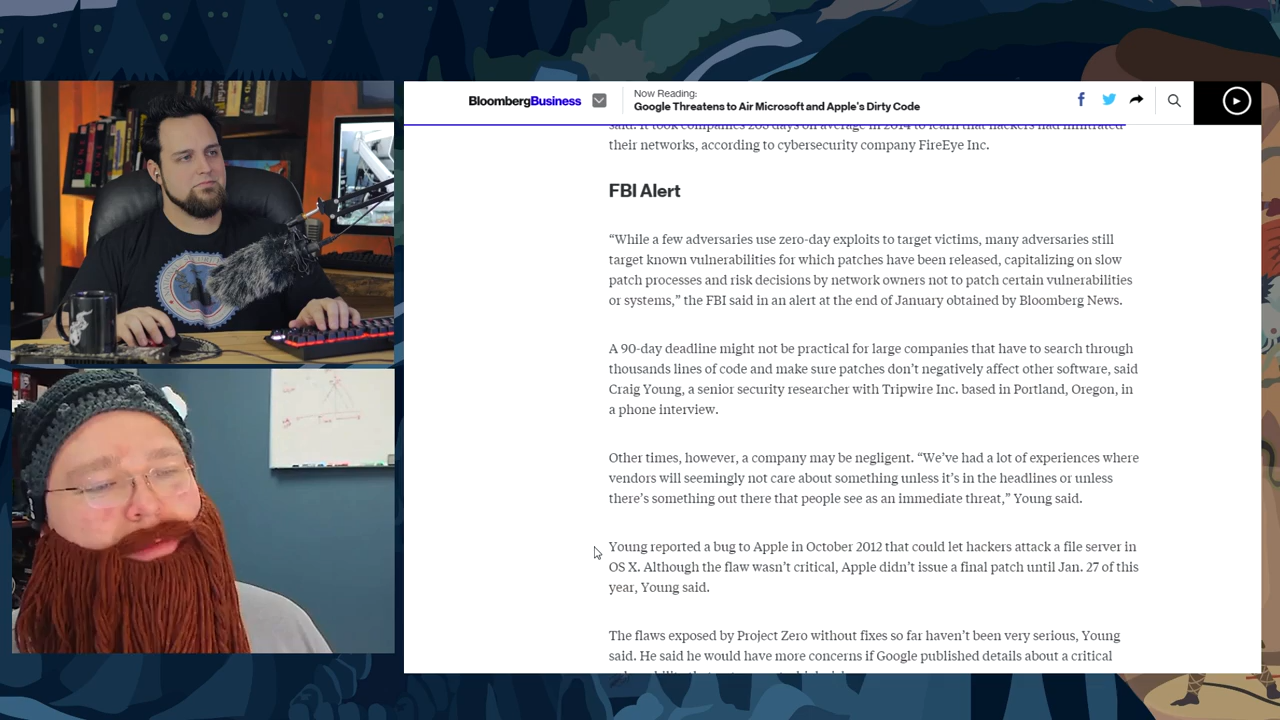 BloombergBusiness
Now Reading:
Google Threatens to Air Microsoft and Apple's Dirty Code
said. It took companies 205 days on average in 2014 to learn that hackers had infiltrated
their networks, according to cybersecurity company FireEye Inc.
FBI Alert
“While a few adversaries use zero-day exploits to target victims, many adversaries still
target known vulnerabilities for which patches have been released, capitalizing on slow
patch processes and risk decisions by network owners not to patch certain vulnerabilities
or systems,” the FBI said in an alert at the end of January obtained by Bloomberg News.
A 90-day deadline might not be practical for large companies that have to search through
thousands lines of code and make sure patches don’t negatively affect other software, said
Craig Young, a senior security researcher with Tripwire Inc. based in Portland, Oregon, in
a phone interview.
Other times, however, a company may be negligent. “We’ve had a lot of experiences where
vendors will seemingly not care about something unless it’s in the headlines or unless
there’s something out there that people see as an immediate threat,” Young said.
Young reported a bug to Apple in October 2012 that could let hackers attack a file server in
OS X. Although the flaw wasn’t critical, Apple didn’t issue a final patch until Jan. 27 of this
year, Young said.
The flaws exposed by Project Zero without fixes so far haven’t been very serious, Young
said. He said he would have more concerns if Google published details about a critical